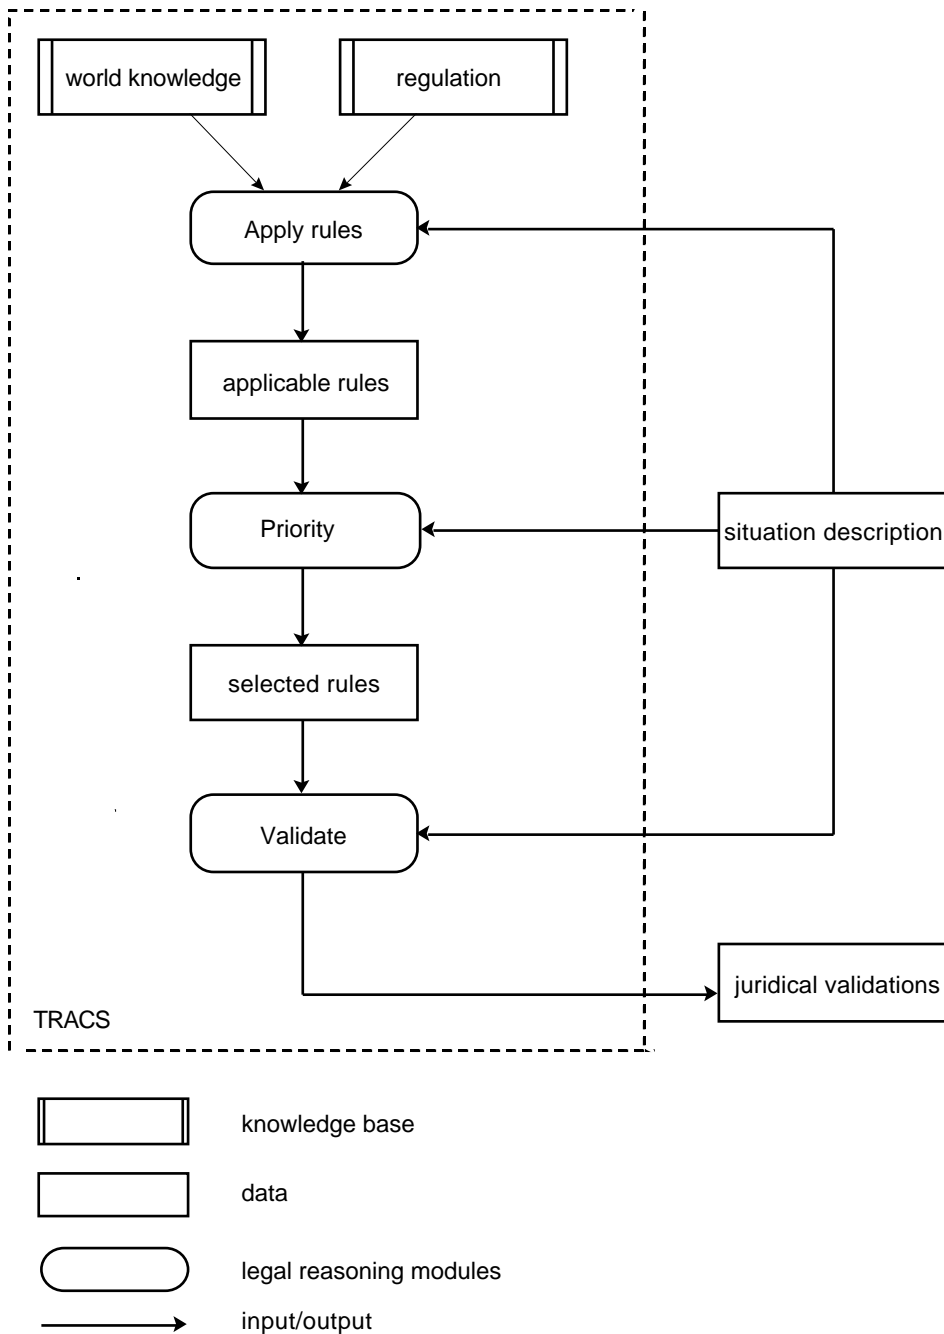 world knowledge
regulation
Apply rules
applicable rules
Priority
situation description
selected rules
Validate
juridical validations
TRACS
knowledge base
data
legal reasoning modules
input/output